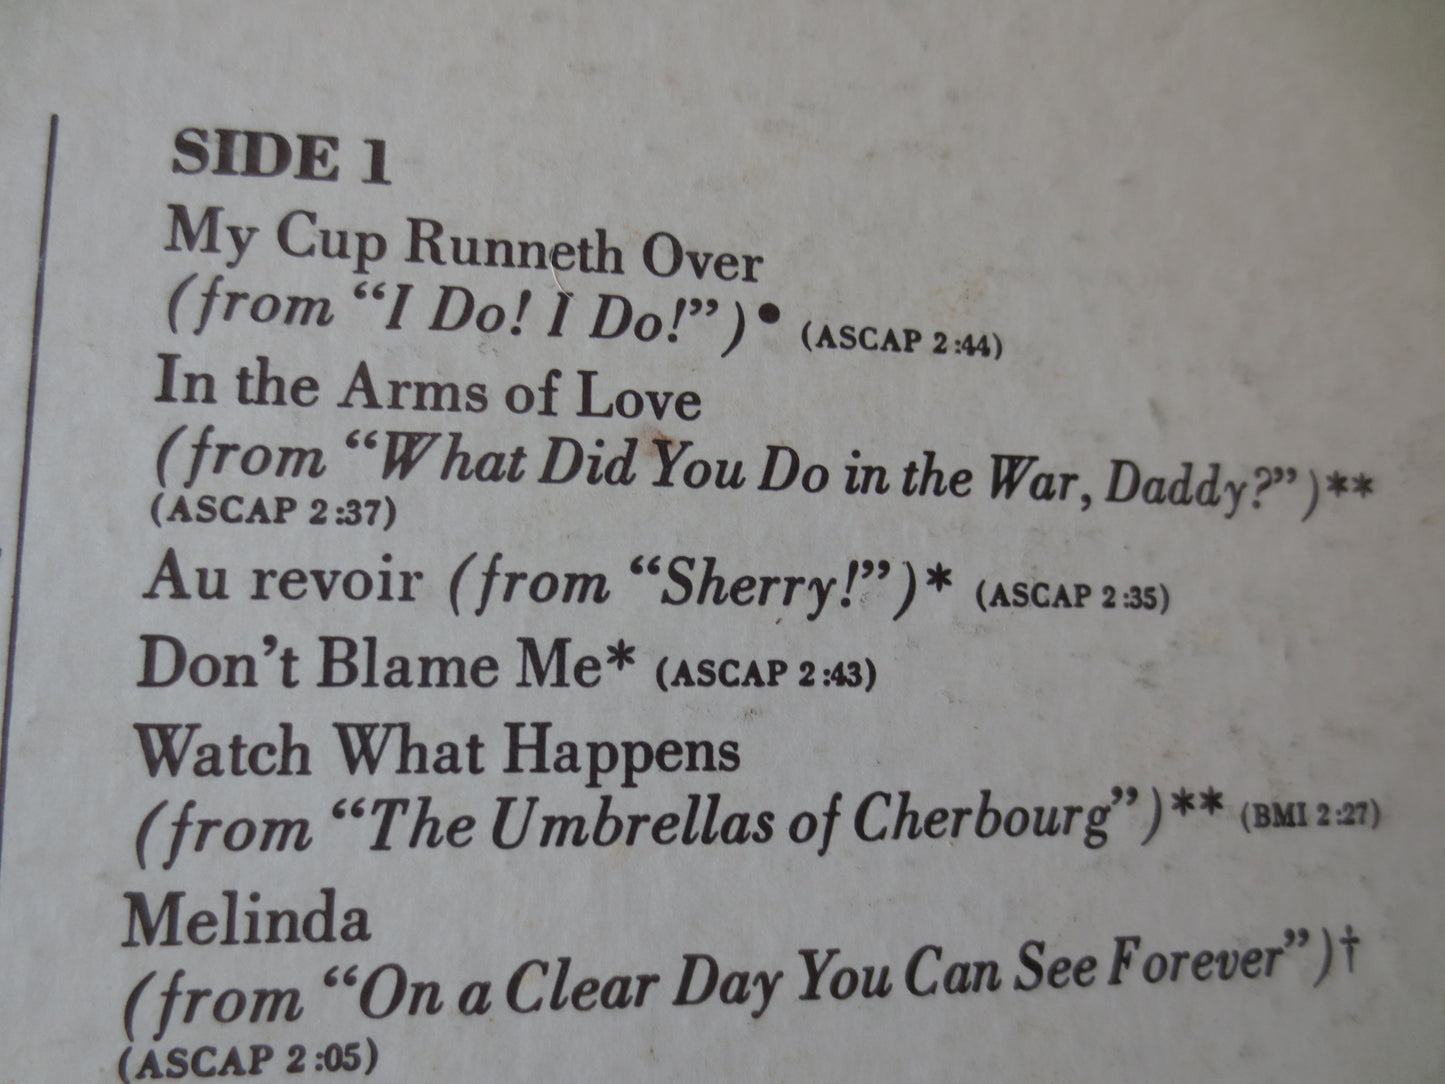 SIDE 1
My Cup Runneth Over
(from “I Do! I Do!”)• (ASCAP 2:44)
In the Arms of Love
(from “What Did You Do in the War, Daddy?”)**
(ASCAP 2:37)
Au revoir (from “Sherry!”)* (ASCAP 2:35)
Don’t Blame Me* (ASCAP 2:43)
Watch What Happens
(from “The Umbrellas of Cherbourg”)** (BMI 2:27)
Melinda
(from “On a Clear Day You Can See Forever”)†
(ASCAP 2:05)